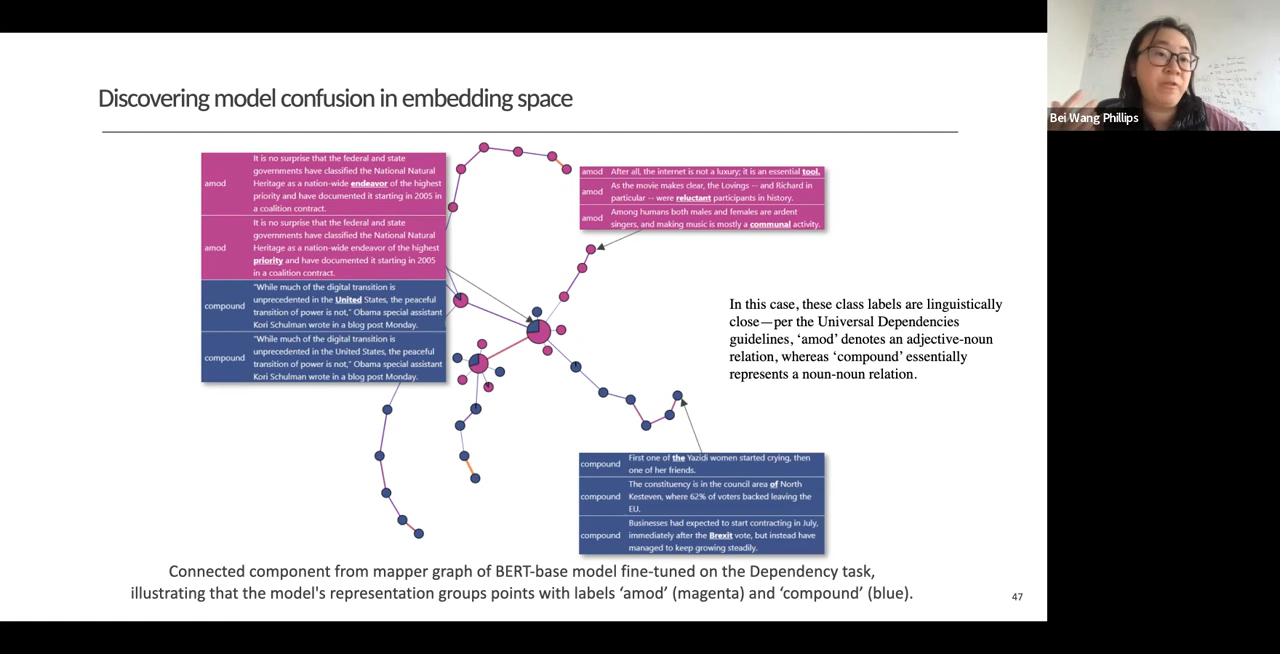 Discovering model confusion in embedding space
amod
It is no surprise that the federal and state
governments have classified the National Natural
Heritage as a nation-wide endeavor of the highest
priority and have documented it starting in 2005 in
a coalition contract.
amod
It is no surprise that the federal and state
governments have classified the National Natural
Heritage as a nation-wide endeavor of the highest
priority and have documented it starting in 2005
in a coalition contract.
compound
"While much of the digital transition is
unprecedented in the United States, the peaceful
transition of power is not," Obama special assistant
Kori Schulman wrote in a blog post Monday.
compound
"While much of the digital transition is
unprecedented in the United States, the peaceful
transition of power is not," Obama special assistant
Kori Schulman wrote in a blog post Monday.
amod
After all, the internet is not a luxury; it is an essential tool.
amod
As the movie makes clear, the Lovings -- and Richard in
particular -- were reluctant participants in history.
amod
Among humans both males and females are ardent
singers, and making music is mostly a communal activity.
In this case, these class labels are linguistically
close—per the Universal Dependencies
guidelines, ‘amod’ denotes an adjective-noun
relation, whereas ‘compound’ essentially
represents a noun-noun relation.
compound
First one of the Yazidi women started crying, then
one of her friends.
compound
The constituency is in the council area of North
Kesteven, where 62% of voters backed leaving the
EU.
compound
Businesses had expected to start contracting in July,
immediately after the Brexit vote, but instead have
managed to keep growing steadily.
Connected component from mapper graph of BERT-base model fine-tuned on the Dependency task,
illustrating that the model's representation groups points with labels ‘amod’ (magenta) and ‘compound’ (blue).
47
Bei Wang Phillips